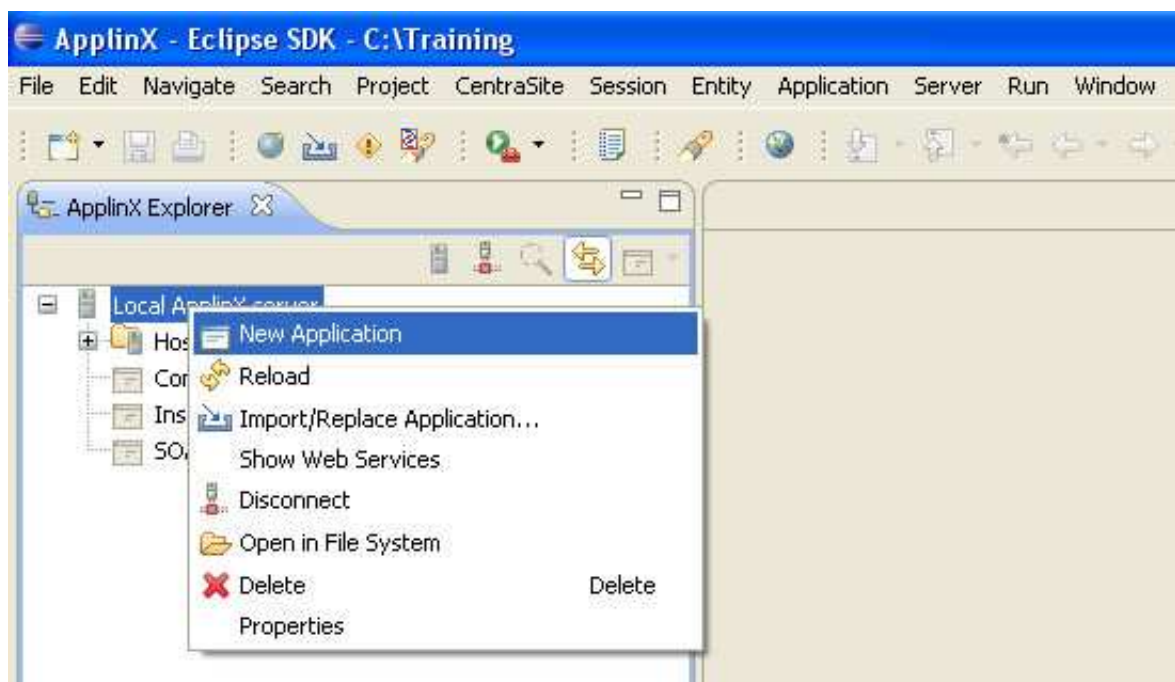 ApplinX - Eclipse SDK - C:\Training
File Edit Navigate Search Project CentraSite Session Entity Application Server Run Window
ApplinX Explorer
Local ApplinX server
New Application
Reload
Import/Replace Application...
Show Web Services
Disconnect
Open in File System
Delete Delete
Properties